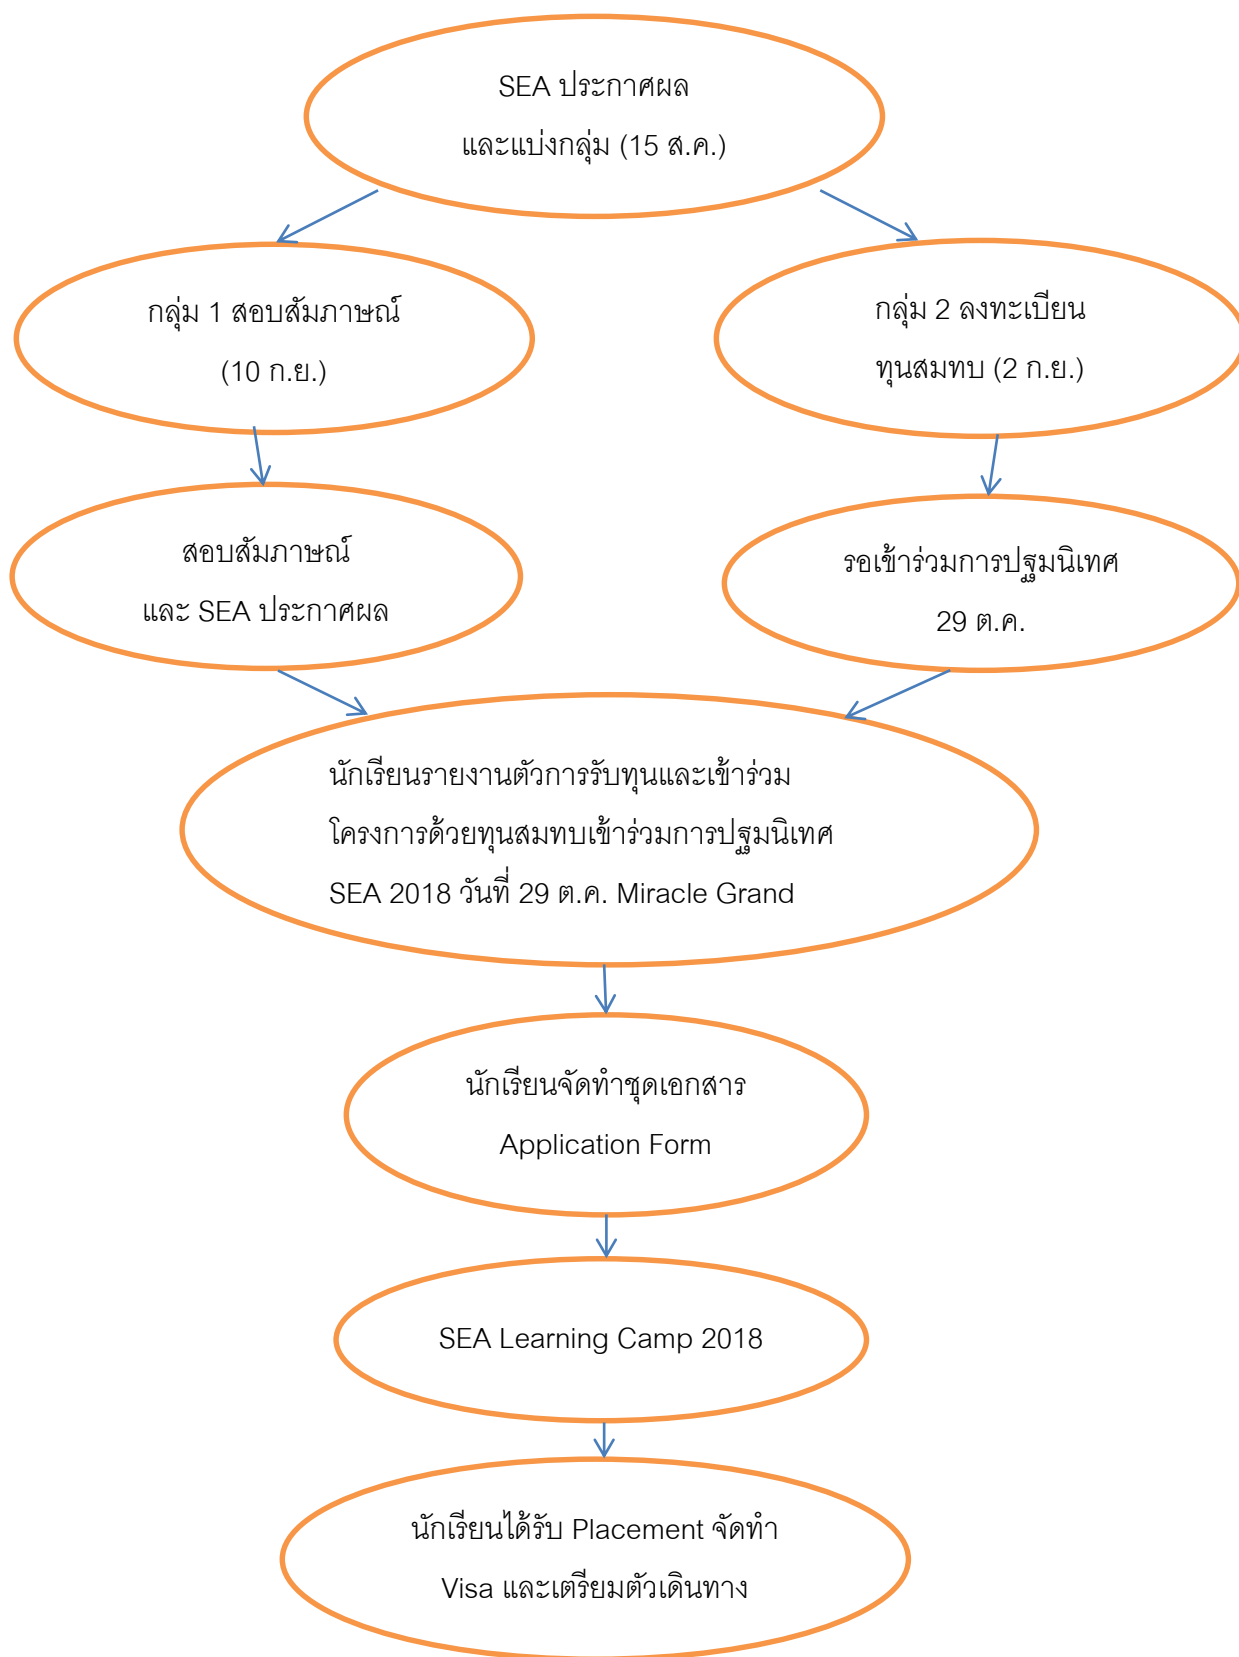 SEA ประกาศผล
และแบ่งกลุ่ม (15 ส.ค.)
กลุ่ม 1 สอบสัมภาษณ์
(10 ก.ย.)
กลุ่ม 2 ลงทะเบียน
ทุนสมทบ (2 ก.ย.)
สอบสัมภาษณ์
และ SEA ประกาศผล
รอเข้าร่วมการปฐมนิเทศ
29 ต.ค.
นักเรียนรายงานตัวการรับทุนและเข้าร่วม
โครงการด้วยทุนสมทบเข้าร่วมการปฐมนิเทศ
SEA 2018 วันที่ 29 ต.ค. Miracle Grand
นักเรียนจัดทำชุดเอกสาร
Application Form
SEA Learning Camp 2018
นักเรียนได้รับ Placement จัดทำ
Visa และเตรียมตัวเดินทาง